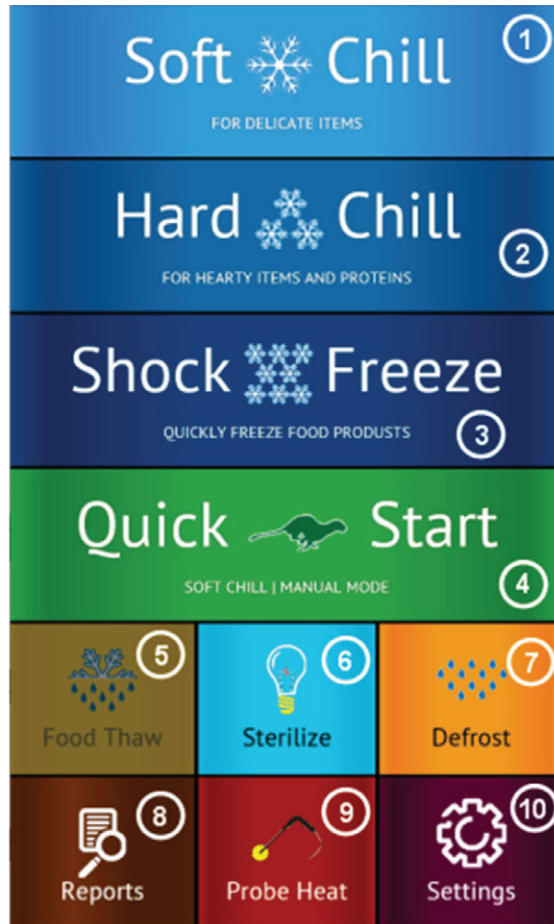 Soft Chill
1
FOR DELICATE ITEMS
Hard Chill
2
FOR HEARTY ITEMS AND PROTEINS
Shock Freeze
QUICKLY FREEZE FOOD PRODUSTS
3
Quick Start
SOFT CHILL | MANUAL MODE
4
5
6
7
Food Thaw
Sterilize
Defrost
8
9
10
Reports
Probe Heat
Settings